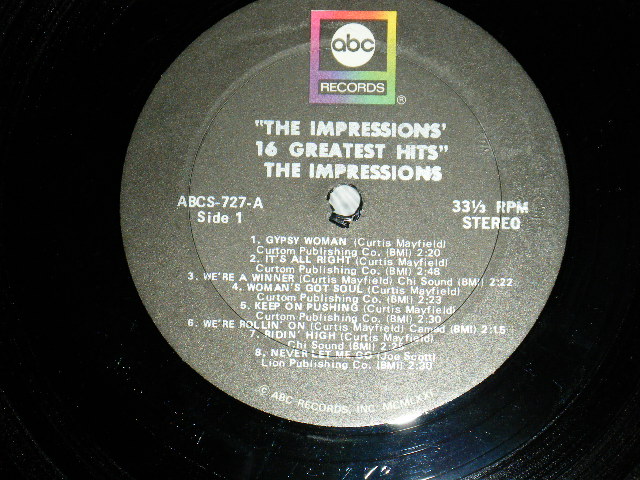 abc
RECORDS
®
"THE IMPRESSIONS'
16 GREATEST HITS"
THE IMPRESSIONS
ABCS-727-A
Side 1
33⅓ RPM
STEREO
1. GYPSY WOMAN (Curtis Mayfield)
Curtom Publishing Co. (BMI) 2:20
2. IT'S ALL RIGHT (Curtis Mayfield)
Curtom Publishing Co. (BMI) 2:48
3. WE'RE A WINNER (Curtis Mayfield) Chi Sound (BMI) 2:22
4. WOMAN'S GOT SOUL (Curtis Mayfield)
Curtom Publishing Co. (BMI) 2:23
5. KEEP ON PUSHING (Curtis Mayfield)
Curtom Publishing Co. (BMI) 2:30
6. WE'RE ROLLIN' ON (Curtis Mayfield) Camad (BMI) 2:15
7. RIDIN' HIGH (Curtis Mayfield)
Chi Sound (BMI) 2:25
8. NEVER LET ME GO (Joe Scott)
Lion Publishing Co. (BMI) 2:30
ABC RECORDS, INC. MCMLXXI